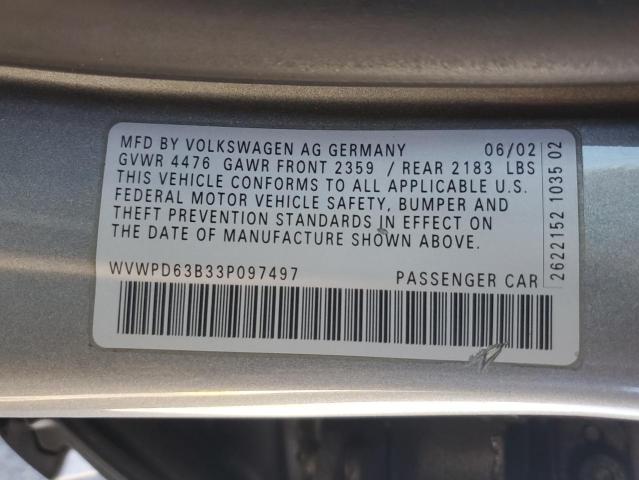 MFD BY VOLKSWAGEN AG GERMANY 06/02
GVWR 4476 GAWR FRONT 2359 / REAR 2183 LBS
THIS VEHICLE CONFORMS TO ALL APPLICABLE U.S.
FEDERAL MOTOR VEHICLE SAFETY, BUMPER AND
THEFT PREVENTION STANDARDS IN EFFECT ON
THE DATE OF MANUFACTURE SHOWN ABOVE.
WVWPD63B33P097497 PASSENGER CAR
2622152 1035 02